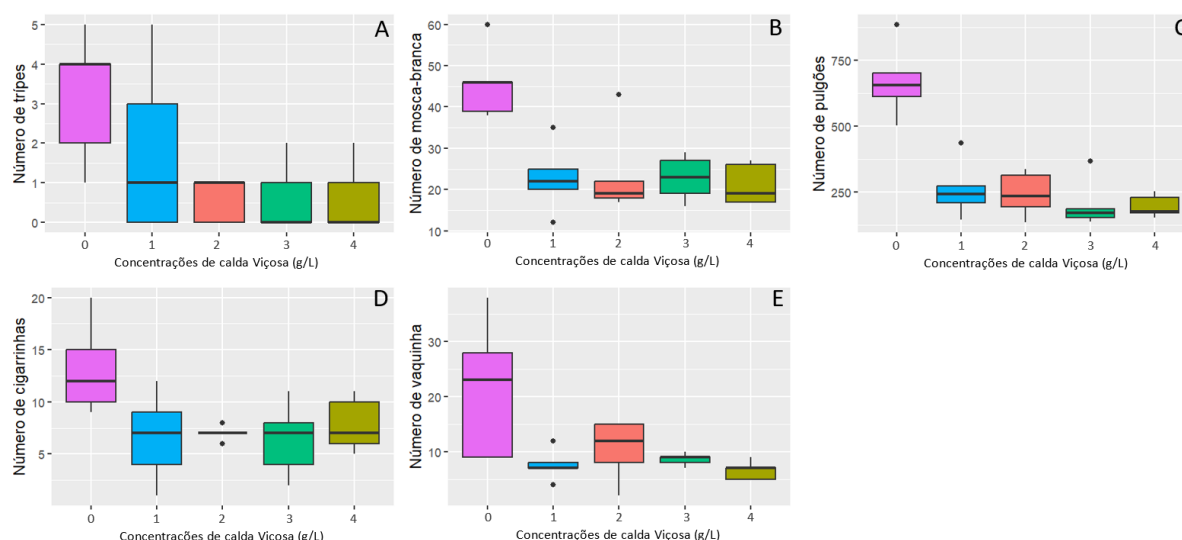 A
Número de tripes
5
4
3
2
1
0
0 1 2 3 4
Concentrações de calda Viçosa (g/L)
B
Número de mosca-branca
60
50
40
30
20
10
0 1 2 3 4
Concentrações de calda Viçosa (g/L)
C
Número de pulgões
750
500
250
0 1 2 3 4
Concentrações de calda Viçosa (g/L)
D
Número de cigarrinhas
20
15
10
5
0 1 2 3 4
Concentrações de calda Viçosa (g/L)
E
Número de vaquinha
30
20
10
0 1 2 3 4
Concentrações de calda Viçosa (g/L)